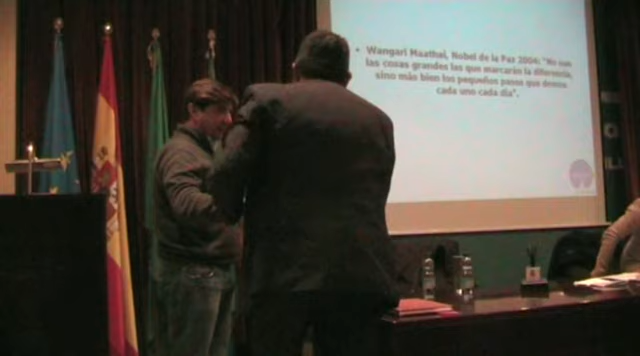 • Wangari Maathai, Nobel de la Paz 2004: "No son
las cosas grandes las que marcarán la diferencia,
sino más bien los pequeños pasos que demos
cada uno cada día".